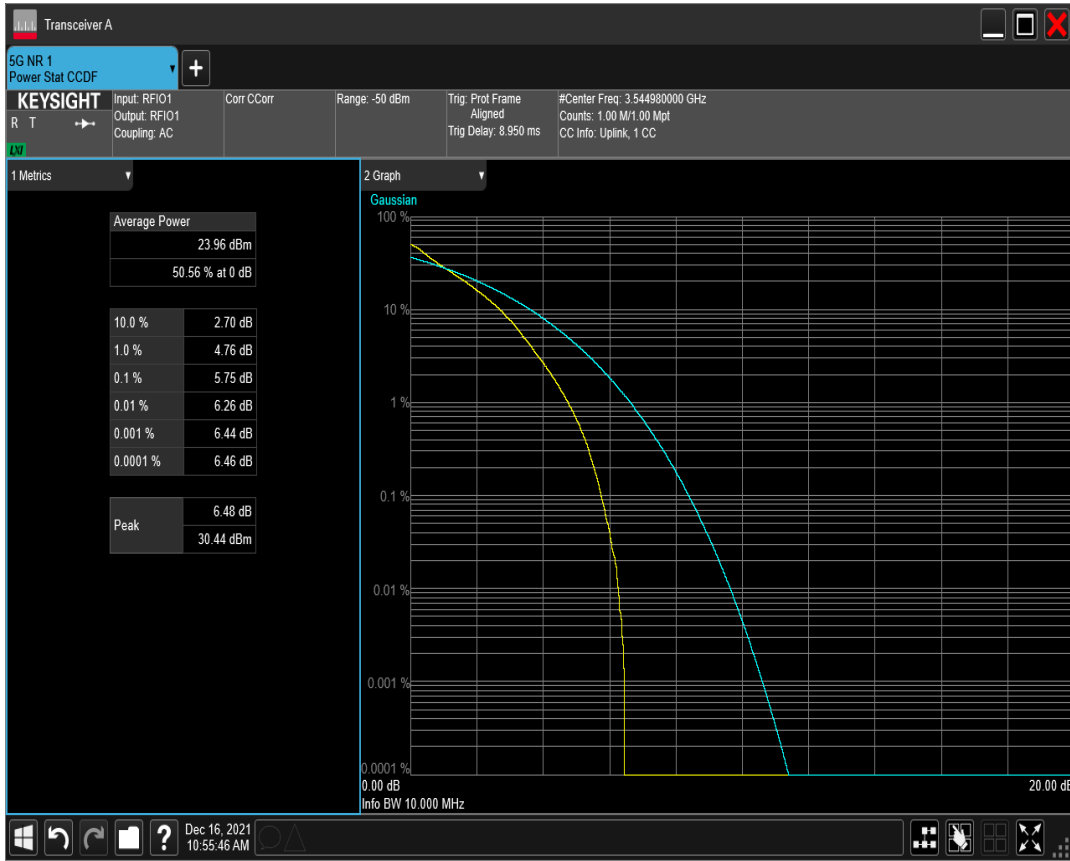 Transceiver A
5G NR 1
Power Stat CCDF
+
KEYSIGHT
R T
LXI
Input: RFIO1
Output: RFIO1
Coupling: AC
Corr CCorr
Range: -50 dBm
Trig: Prot Frame
Aligned
Trig Delay: 8.950 ms
#Center Freq: 3.544980000 GHz
Counts: 1.00 M/1.00 Mpt
CC Info: Uplink, 1 CC
1 Metrics
Average Power
23.96 dBm
50.56 % at 0 dB
10.0 % 2.70 dB
1.0 % 4.76 dB
0.1 % 5.75 dB
0.01 % 6.26 dB
0.001 % 6.44 dB
0.0001 % 6.46 dB
Peak
6.48 dB
30.44 dBm
2 Graph
Gaussian
100 %
10 %
1 %
0.1 %
0.01 %
0.001 %
0.0001 %
0.00 dB 20.00 dB
Info BW 10.000 MHz
?
Dec 16, 2021
10:55:46 AM